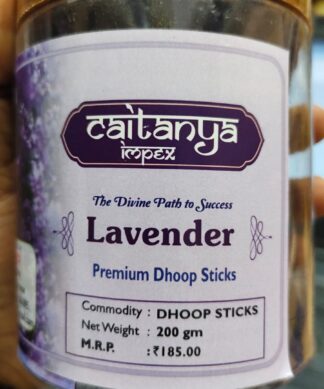 caitanya
impex
The Divine Path to Success
Lavender
Premium Dhoop Sticks
Commodity : DHOOP STICKS
Net Weight : 200 gm
M.R.P. : ₹185.00